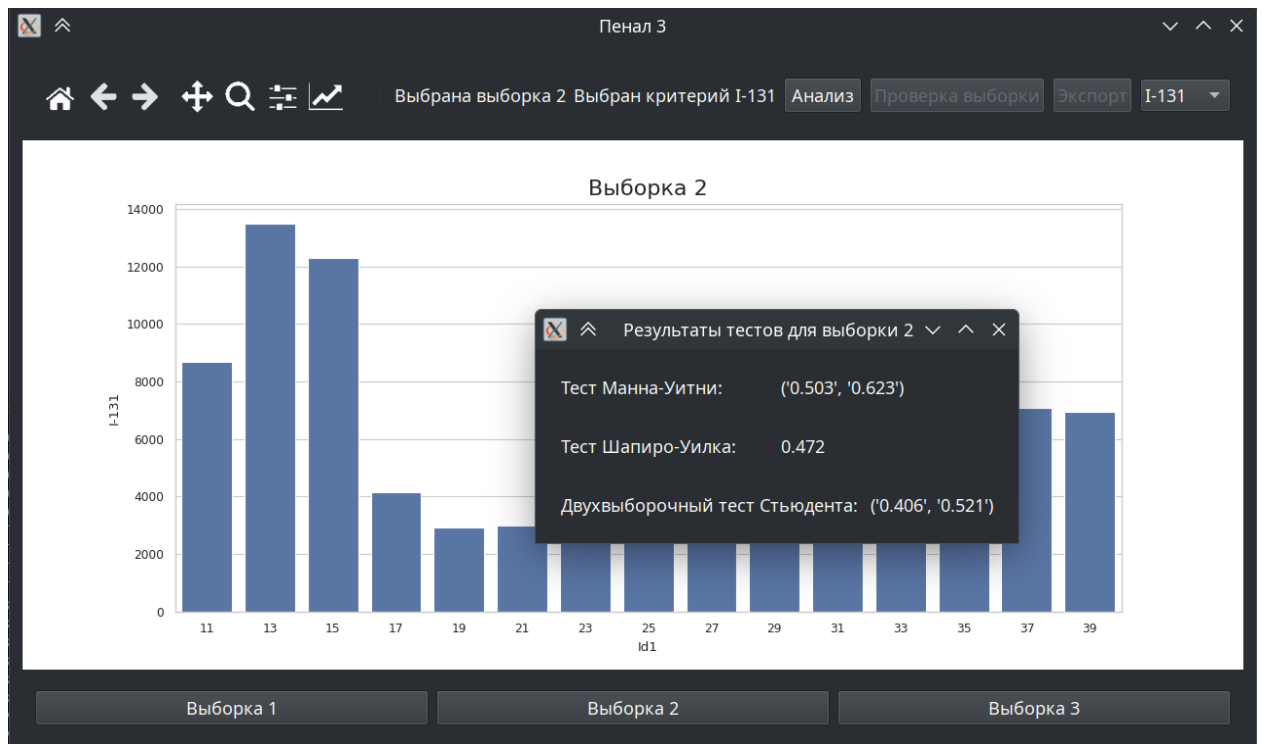 Пенал 3
Выбрана выборка 2 Выбран критерий I-131 Анализ Проверка выборки Экспорт I-131
Выборка 2
14000
12000
10000
8000
6000
4000
2000
0
I-131
11 13 15 17 19 21 23 25 27 29 31 33 35 37 39
Id1
Результаты тестов для выборки 2
Тест Манна-Уитни: ('0.503', '0.623')
Тест Шапиро-Уилка: 0.472
Двухвыборочный тест Стьюдента: ('0.406', '0.521')
Выборка 1 Выборка 2 Выборка 3